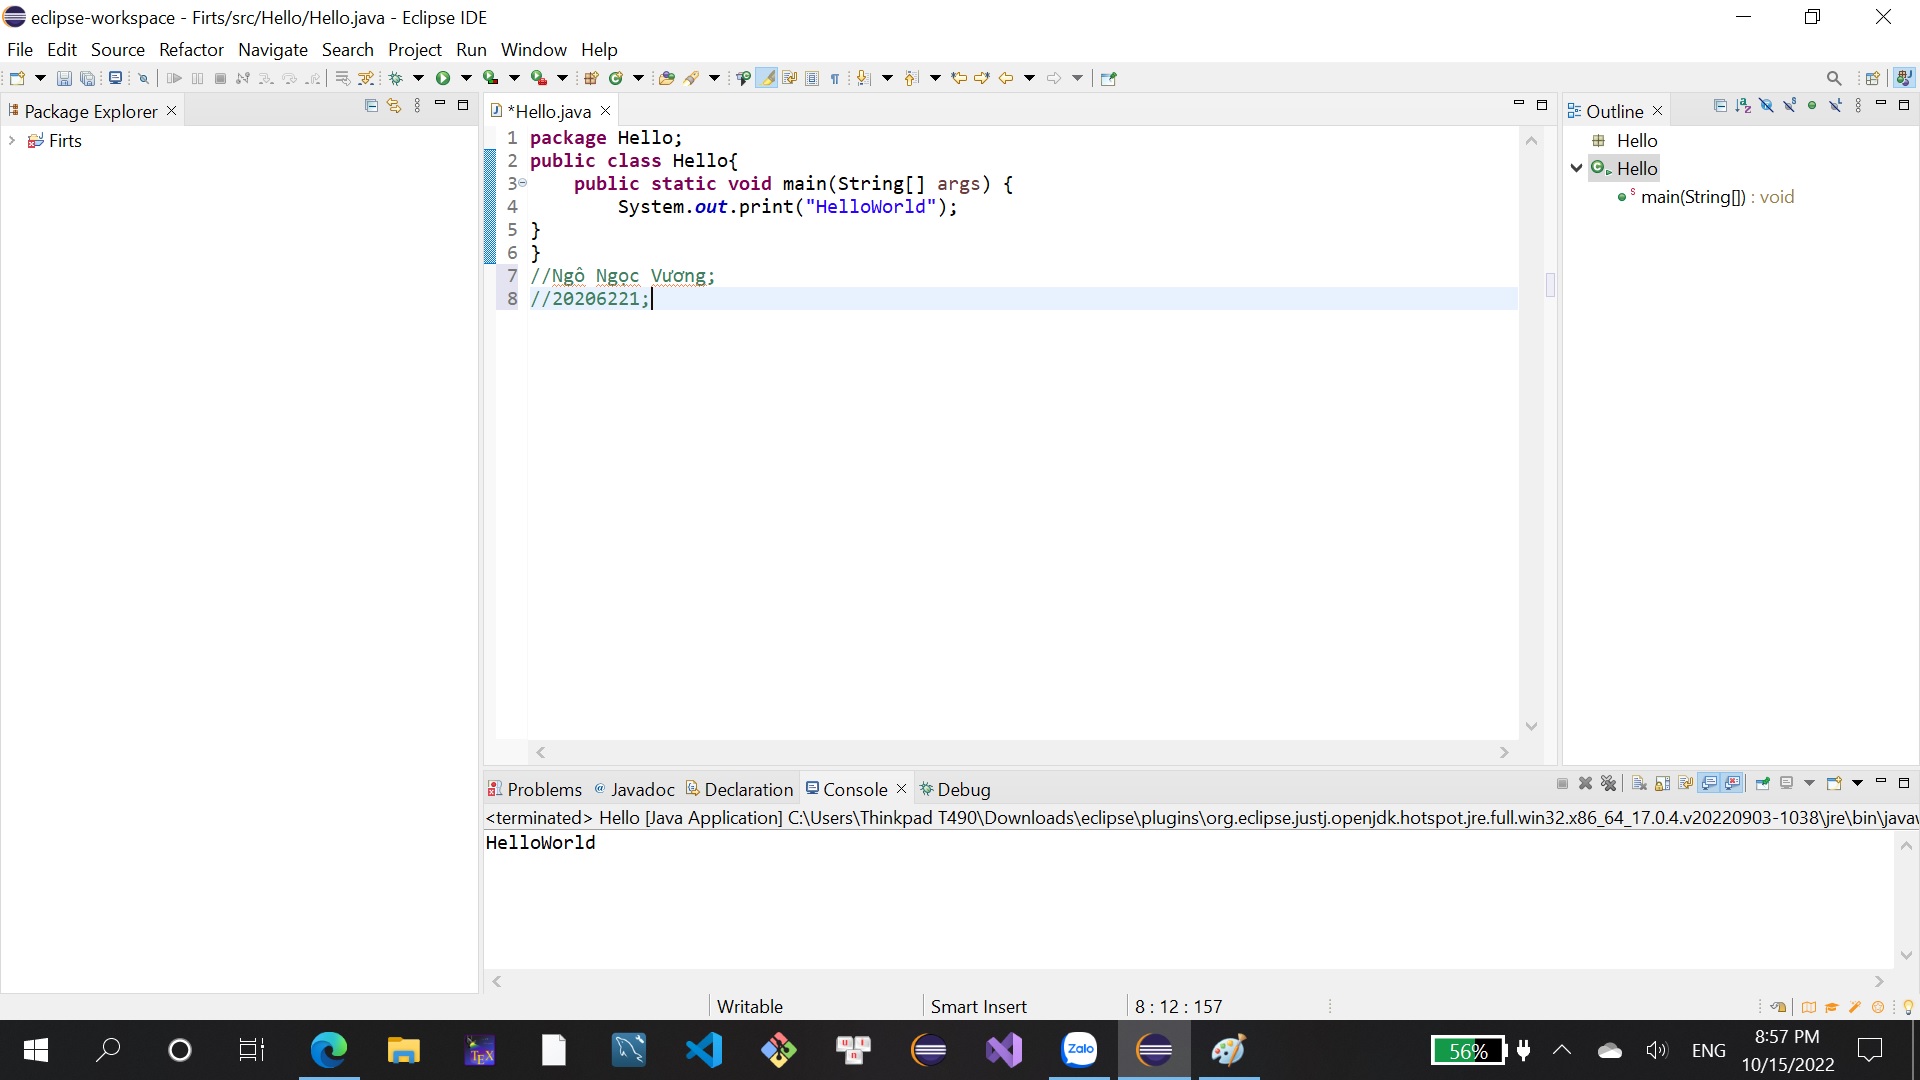 eclipse-workspace - Firts/src/Hello/Hello.java - Eclipse IDE
File Edit Source Refactor Navigate Search Project Run Window Help
Package Explorer
*Hello.java
Outline
Firts
1 package Hello;
2 public class Hello{
3 public static void main(String[] args) {
4 System.out.print("HelloWorld");
5 }
6 }
7 //Ngô Ngọc Vương;
8 //20206221;
Hello
Hello
main(String[]) : void
Problems Javadoc Declaration Console Debug
<terminated> Hello [Java Application] C:\Users\Thinkpad T490\Downloads\eclipse\plugins\org.eclipse.justj.openjdk.hotspot.jre.full.win32.x86_64_17.0.4.v20220903-1038\jre\bin\java
HelloWorld
Writable Smart Insert 8 : 12 : 157
TEX
u i n
Zalo
56%
ENG
8:57 PM
10/15/2022